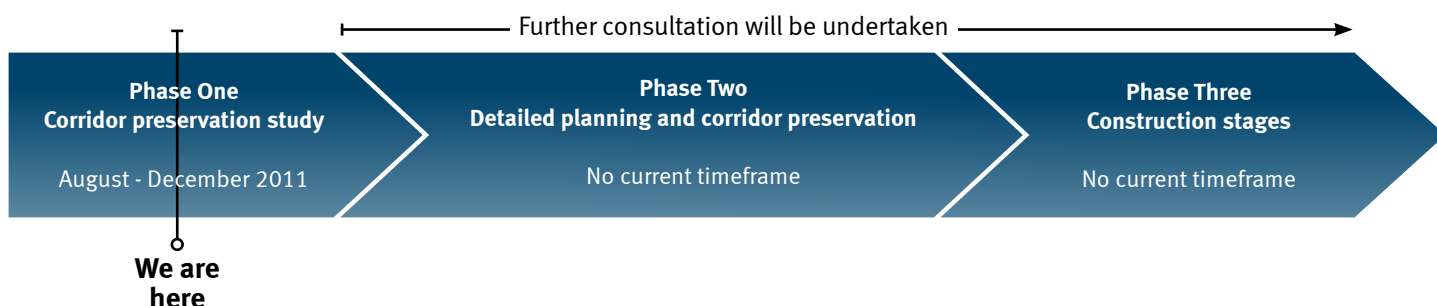 Further consultation will be undertaken
Phase One
Corridor preservation study
August - December 2011
Phase Two
Detailed planning and corridor preservation
No current timeframe
Phase Three
Construction stages
No current timeframe
We are
here